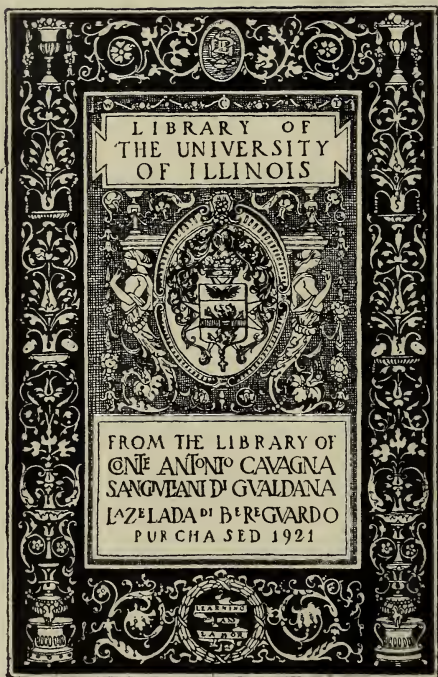 LIBRARY OF
THE UNIVERSITY
OF ILLINOIS
FROM THE LIBRARY OF
CONTE ANTONIO CAVAGNA
SANGIULIANI DI GUALDANA
LAZELADA DI BEREGUARDO
PURCHASED 1921
LEARNING
AND
LABOR